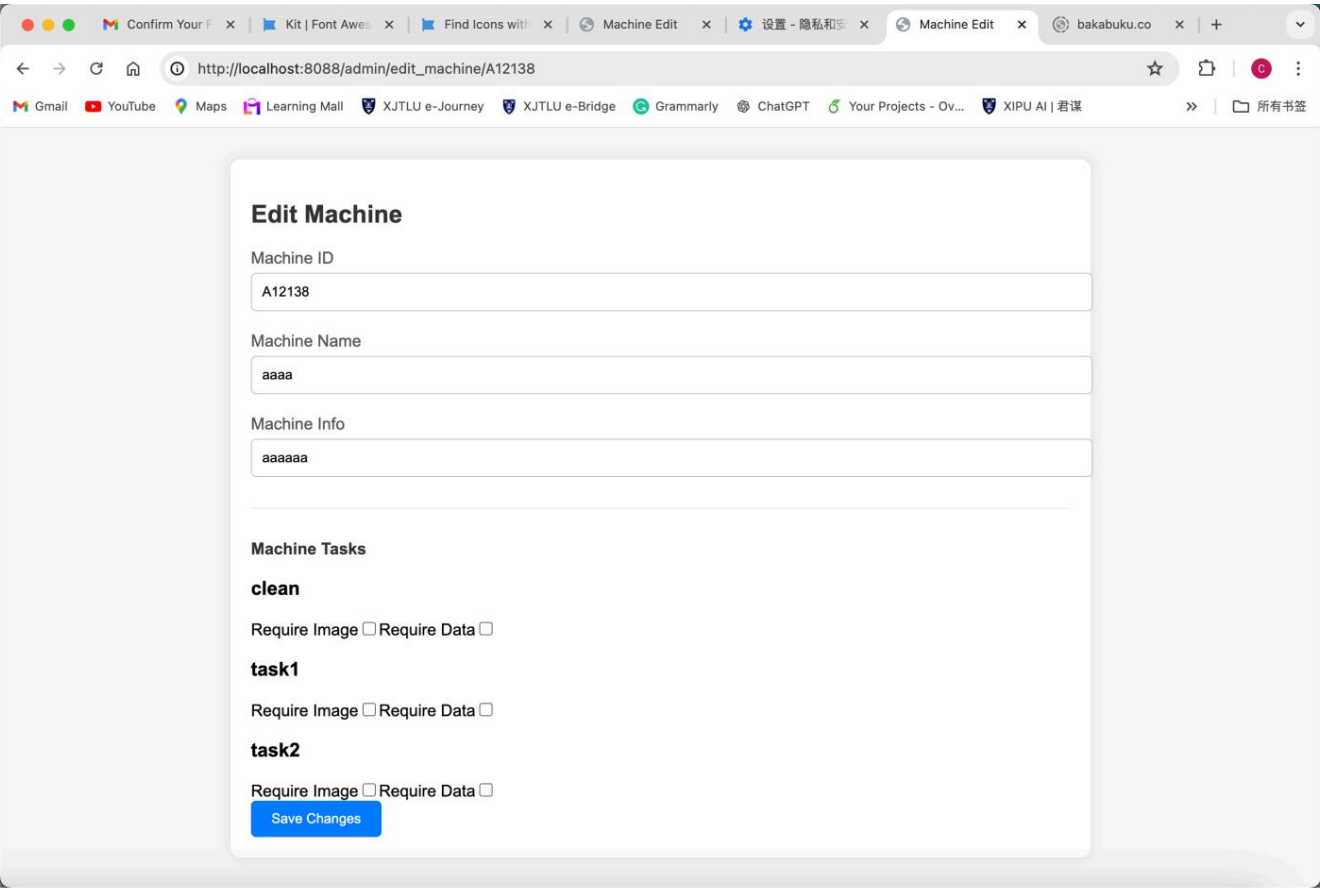 Confirm Your F Kit | Font Awes Find Icons with Machine Edit 设置 - 隐私和安 Machine Edit bakabuku.co
http://localhost:8088/admin/edit_machine/A12138 C
Gmail YouTube Maps Learning Mall XJTLU e-Journey XJTLU e-Bridge Grammarly ChatGPT Your Projects - Ov... XIPU AI | 君谋 » 所有书签
Edit Machine
Machine ID
A12138
Machine Name
aaaa
Machine Info
aaaaaa
Machine Tasks
clean
Require Image Require Data
task1
Require Image Require Data
task2
Require Image Require Data
Save Changes